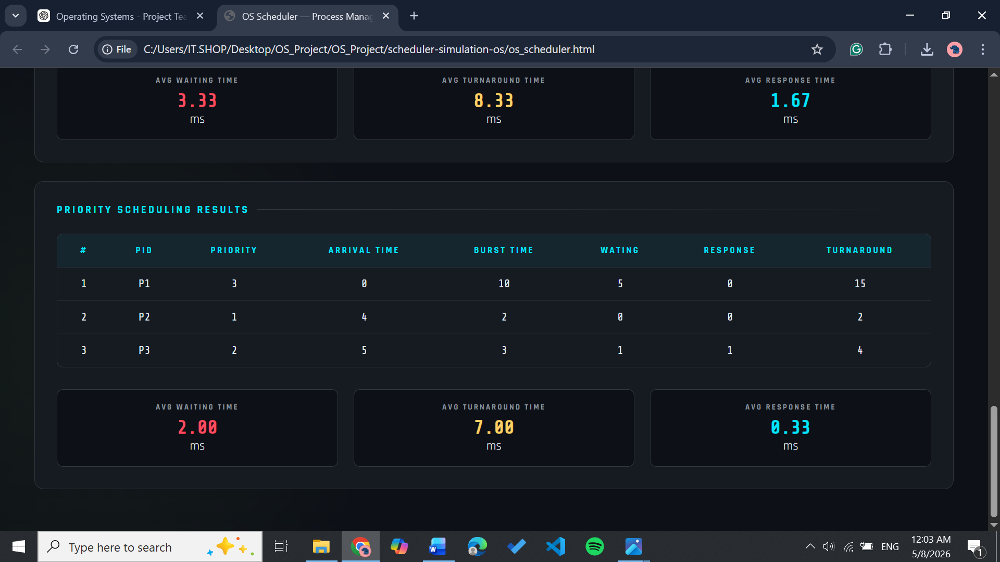 Operating Systems - Project Tea
OS Scheduler — Process Manag
File
C:/Users/IT.SHOP/Desktop/OS_Project/OS_Project/scheduler-simulation-os/os_scheduler.html
AVG WAITING TIME
3.33
ms
AVG TURNAROUND TIME
8.33
ms
AVG RESPONSE TIME
1.67
ms
PRIORITY SCHEDULING RESULTS
# PID PRIORITY ARRIVAL TIME BURST TIME WATING RESPONSE TURNAROUND
1 P1 3 0 10 5 0 15
2 P2 1 4 2 0 0 2
3 P3 2 5 3 1 1 4
AVG WAITING TIME
2.00
ms
AVG TURNAROUND TIME
7.00
ms
AVG RESPONSE TIME
0.33
ms
Type here to search
ENG
12:03 AM
5/8/2026
1